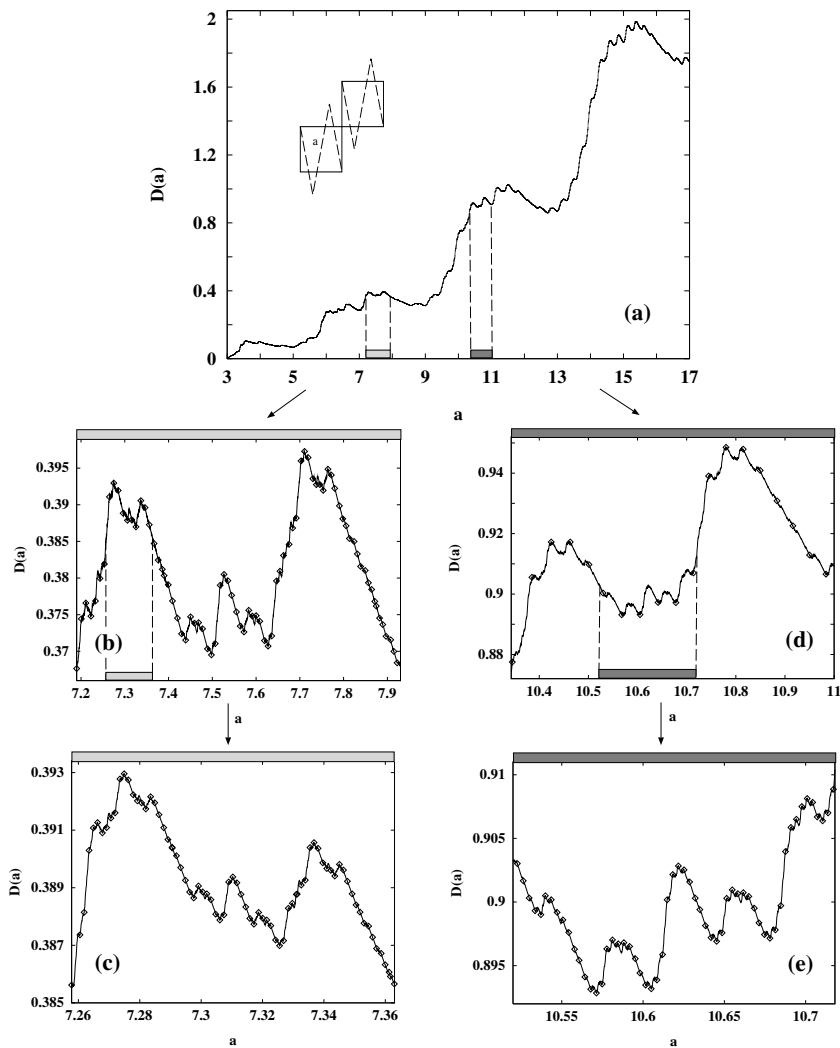 2
1.6
1.2
0.8
0.4
0
D(a)
a
(a)
3 5 7 9 11 13 15 17
a
0.395
0.39
0.385
0.38
0.375
0.37
D(a)
(b)
7.2 7.3 7.4 7.5 7.6 7.7 7.8 7.9
a
0.94
0.92
0.9
0.88
D(a)
(d)
10.4 10.5 10.6 10.7 10.8 10.9 11
a
0.393
0.391
0.389
0.387
0.385
D(a)
(c)
7.26 7.28 7.3 7.32 7.34 7.36
a
0.91
0.905
0.9
0.895
D(a)
(e)
10.55 10.6 10.65 10.7
a